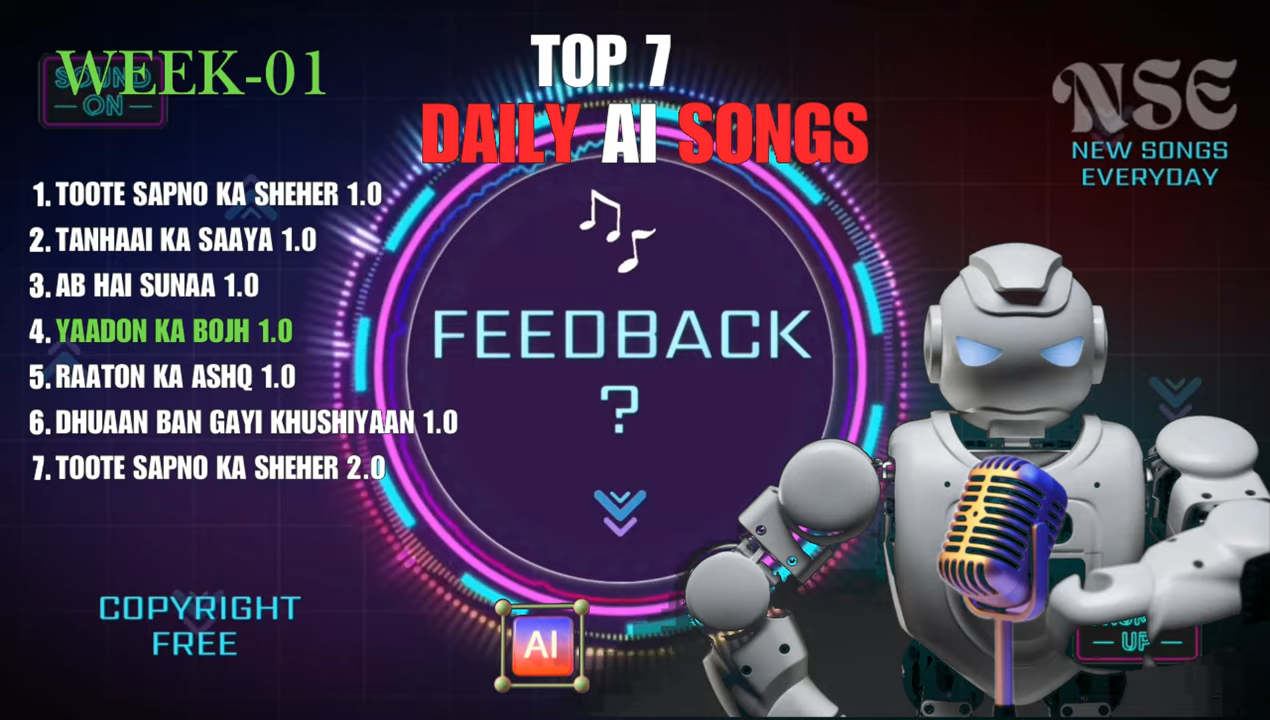 WEEK-01
SOUND
ON
TOP 7
DAILY AI SONGS
NSE
NEW SONGS
EVERYDAY
1. TOOTE SAPNO KA SHEHER 1.0
2. TANHAAI KA SAAYA 1.0
3. AB HAI SUNAA 1.0
4. YAADON KA BOJH 1.0
5. RAATON KA ASHQ 1.0
6. DHUAAN BAN GAYI KHUSHIYAAN 1.0
7. TOOTE SAPNO KA SHEHER 2.0
FEEDBACK
?
COPYRIGHT
FREE
AI
UP